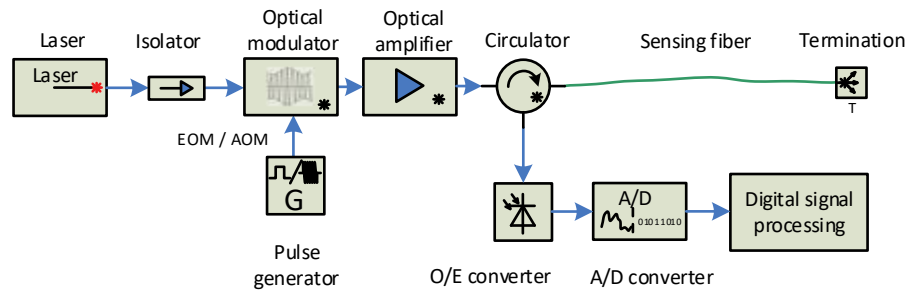 Laser
Isolator
Optical
modulator
Optical
amplifier
Circulator
Sensing fiber
Termination
Laser
T
EOM / AOM
G
A/D
01011010
Digital signal
processing
Pulse
generator
O/E converter
A/D converter